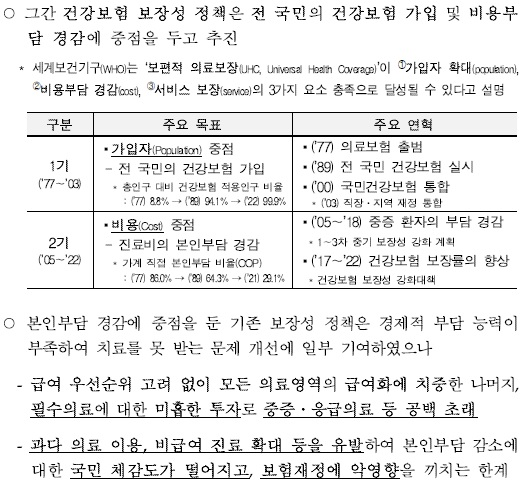 ○ 그간 건강보험 보장성 정책은 전 국민의 건강보험 가입 및 비용부
담 경감에 중점을 두고 추진
* 세계보건기구(WHO)는 '보편적 의료보장(UHC, Universal Health Coverage)'이 ①가입자 확대(population),
②비용부담 경감(cost), ③서비스 보장(service)의 3가지 요소 충족으로 달성될 수 있다고 설명
구분 주요 목표 주요 연혁
1기
('77~'03)
▪ 가입자(Population) 중점
- 전 국민의 건강보험 가입
* 총인구 대비 건강보험 적용인구 비율
: ('77) 8.8% → ('89) 94.1% → ('22) 99.9%
▪ ('77) 의료보험 출범
▪ ('89) 전 국민 건강보험 실시
▪ ('00) 국민건강보험 통합
* ('03) 직장·지역 재정 통합
2기
('05~'22)
▪ 비용(Cost) 중점
- 진료비의 본인부담 경감
* 가계 직접 본인부담 비율(OOP)
: ('77) 86.0% → ('89) 64.3% → ('21) 29.1%
▪ ('05~'18) 중증 환자의 부담 경감
* 1~3차 중기 보장성 강화 계획
▪ ('17~'22) 건강보험 보장률의 향상
* 건강보험 보장성 강화대책
○ 본인부담 경감에 중점을 둔 기존 보장성 정책은 경제적 부담 능력이
부족하여 치료를 못 받는 문제 개선에 일부 기여하였으나
- 급여 우선순위 고려 없이 모든 의료영역의 급여화에 치중한 나머지,
필수의료에 대한 미흡한 투자로 중증·응급의료 등 공백 초래
- 과다 의료 이용, 비급여 진료 확대 등을 유발하여 본인부담 감소에
대한 국민 체감도가 떨어지고, 보험재정에 악영향을 끼치는 한계